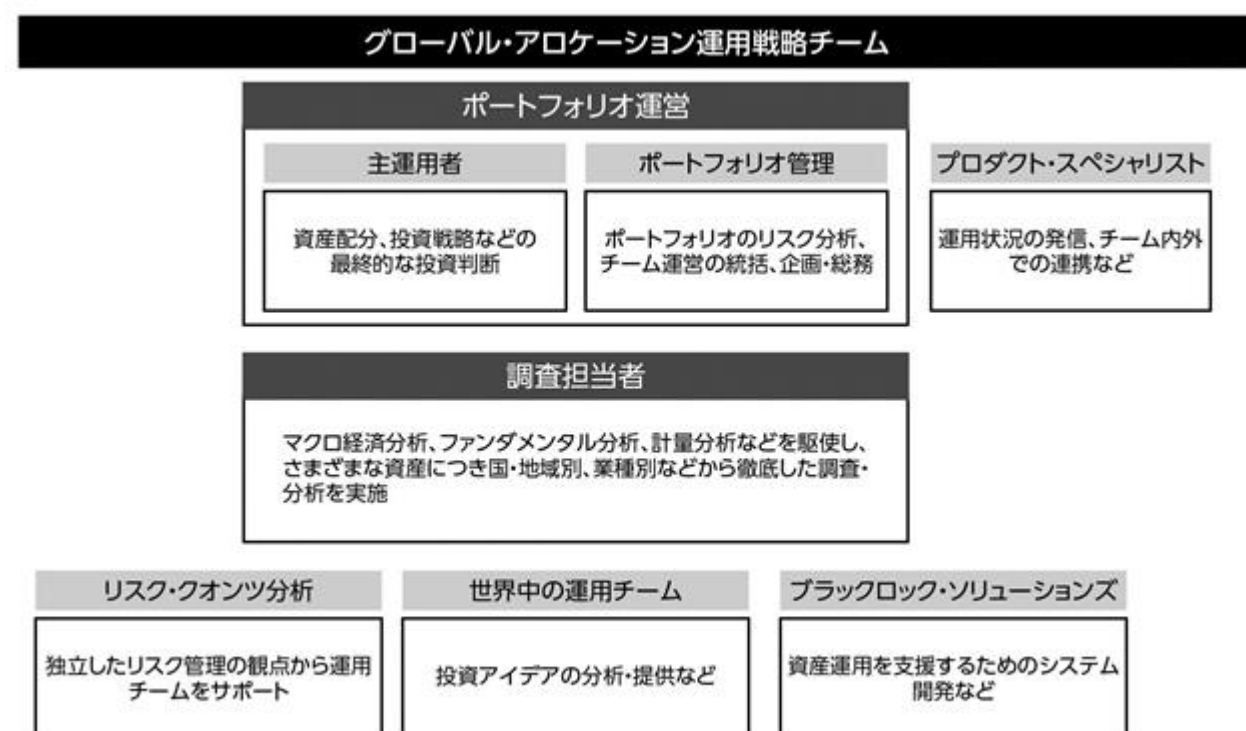 グローバル・アロケーション運用戦略チーム
ポートフォリオ運営
主運用者
資産配分、投資戦略などの
最終的な投資判断
ポートフォリオ管理
ポートフォリオのリスク分析、
チーム運営の統括、企画・総務
プロダクト・スペシャリスト
運用状況の発信、チーム内外
での連携など
調査担当者
マクロ経済分析、ファンダメンタル分析、計量分析などを駆使し、
さまざまな資産につき国・地域別、業種別などから徹底した調査・
分析を実施
リスク・クオンツ分析
独立したリスク管理の観点から運用
チームをサポート
世界中の運用チーム
投資アイデアの分析・提供など
ブラックロック・ソリューションズ
資産運用を支援するためのシステム
開発など